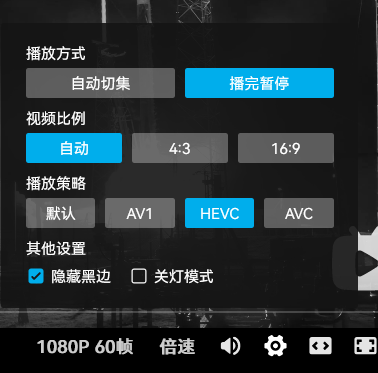 播放方式
自动切集 播完暂停
视频比例
自动 4:3 16:9
播放策略
默认 AV1 HEVC AVC
其他设置
隐藏黑边 关灯模式
1080P 60帧 倍速